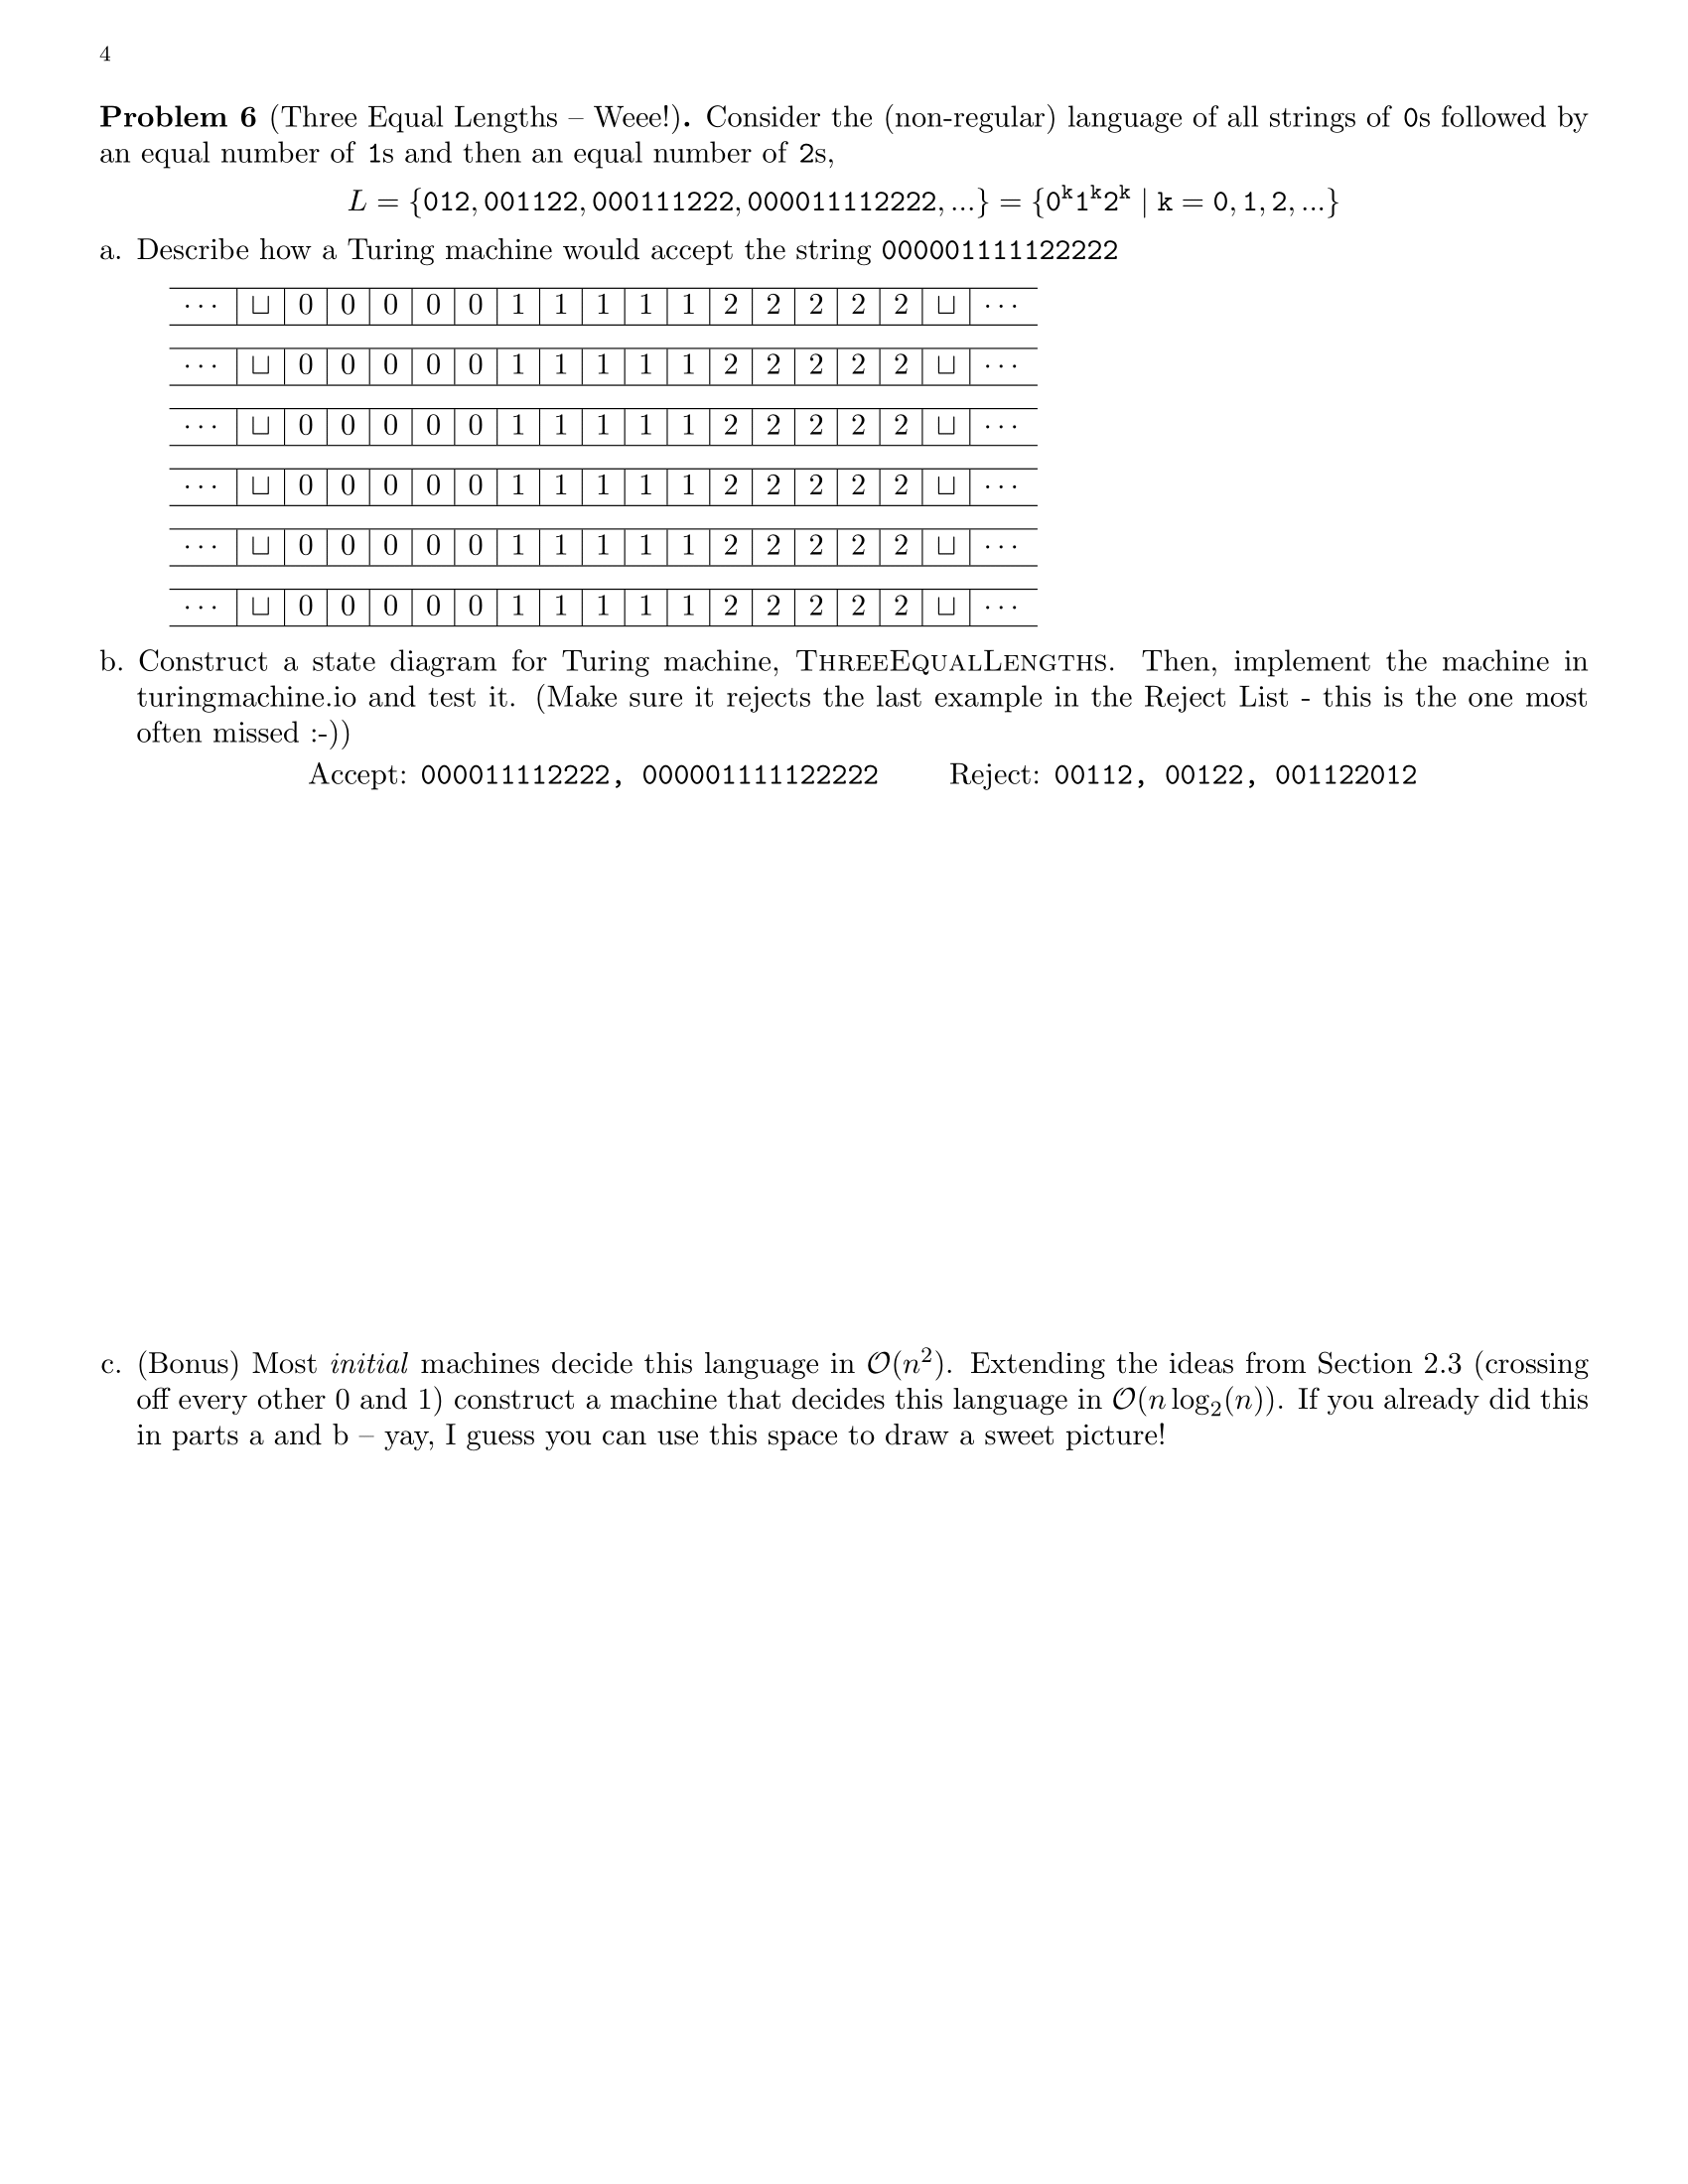 4
Problem 6 (Three Equal Lengths – Weee!). Consider the (non-regular) language of all strings of 0s followed by
an equal number of 1s and then an equal number of 2s,
L = {012, 001122, 000111222, 000011112222, ...} = {0^k1^k2^k | k = 0, 1, 2, ...}
a. Describe how a Turing machine would accept the string 000001111122222
··· ⊔ 0 0 0 0 0 1 1 1 1 1 2 2 2 2 2 ⊔ ···
··· ⊔ 0 0 0 0 0 1 1 1 1 1 2 2 2 2 2 ⊔ ···
··· ⊔ 0 0 0 0 0 1 1 1 1 1 2 2 2 2 2 ⊔ ···
··· ⊔ 0 0 0 0 0 1 1 1 1 1 2 2 2 2 2 ⊔ ···
··· ⊔ 0 0 0 0 0 1 1 1 1 1 2 2 2 2 2 ⊔ ···
··· ⊔ 0 0 0 0 0 1 1 1 1 1 2 2 2 2 2 ⊔ ···
b. Construct a state diagram for Turing machine, THREEEQUALLENGTHS. Then, implement the machine in
turingmachine.io and test it. (Make sure it rejects the last example in the Reject List - this is the one most
often missed :-))
Accept: 000011112222, 000001111122222 Reject: 00112, 00122, 001122012
c. (Bonus) Most initial machines decide this language in O(n²). Extending the ideas from Section 2.3 (crossing
off every other 0 and 1) construct a machine that decides this language in O(n log₂(n)). If you already did this
in parts a and b – yay, I guess you can use this space to draw a sweet picture!